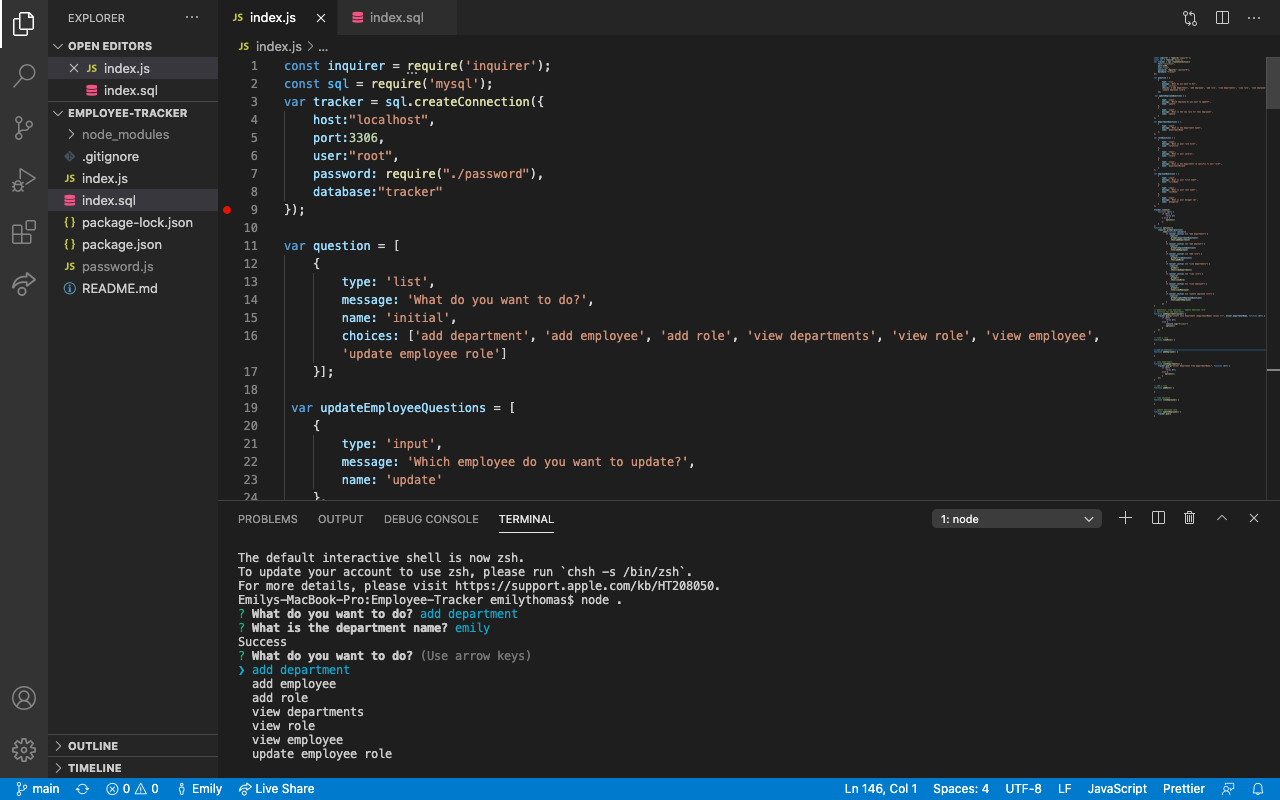 EXPLORER
OPEN EDITORS
JS index.js
index.sql
EMPLOYEE-TRACKER
node_modules
.gitignore
JS index.js
index.sql
{} package-lock.json
{} package.json
JS password.js
README.md
OUTLINE
TIMELINE
JS index.js
index.sql
JS index.js > ...
1 const inquirer = require('inquirer');
2 const sql = require('mysql');
3 var tracker = sql.createConnection({
4 host:"localhost",
5 port:3306,
6 user:"root",
7 password: require("./password"),
8 database:"tracker"
9 });
10
11 var question = [
12 {
13 type: 'list',
14 message: 'What do you want to do?',
15 name: 'initial',
16 choices: ['add department', 'add employee', 'add role', 'view departments', 'view role', 'view employee',
'update employee role']
17 }];
18
19 var updateEmployeeQuestions = [
20 {
21 type: 'input',
22 message: 'Which employee do you want to update?',
23 name: 'update'
24 },
PROBLEMS OUTPUT DEBUG CONSOLE TERMINAL
1: node
The default interactive shell is now zsh.
To update your account to use zsh, please run `chsh -s /bin/zsh`.
For more details, please visit https://support.apple.com/kb/HT208050.
Emilys-MacBook-Pro:Employee-Tracker emilythomas$ node .
? What do you want to do? add department
? What is the department name? emily
Success
? What do you want to do? (Use arrow keys)
❯ add department
add employee
add role
view departments
view role
view employee
update employee role
main 0 0 Emily Live Share Ln 146, Col 1 Spaces: 4 UTF-8 LF JavaScript Prettier